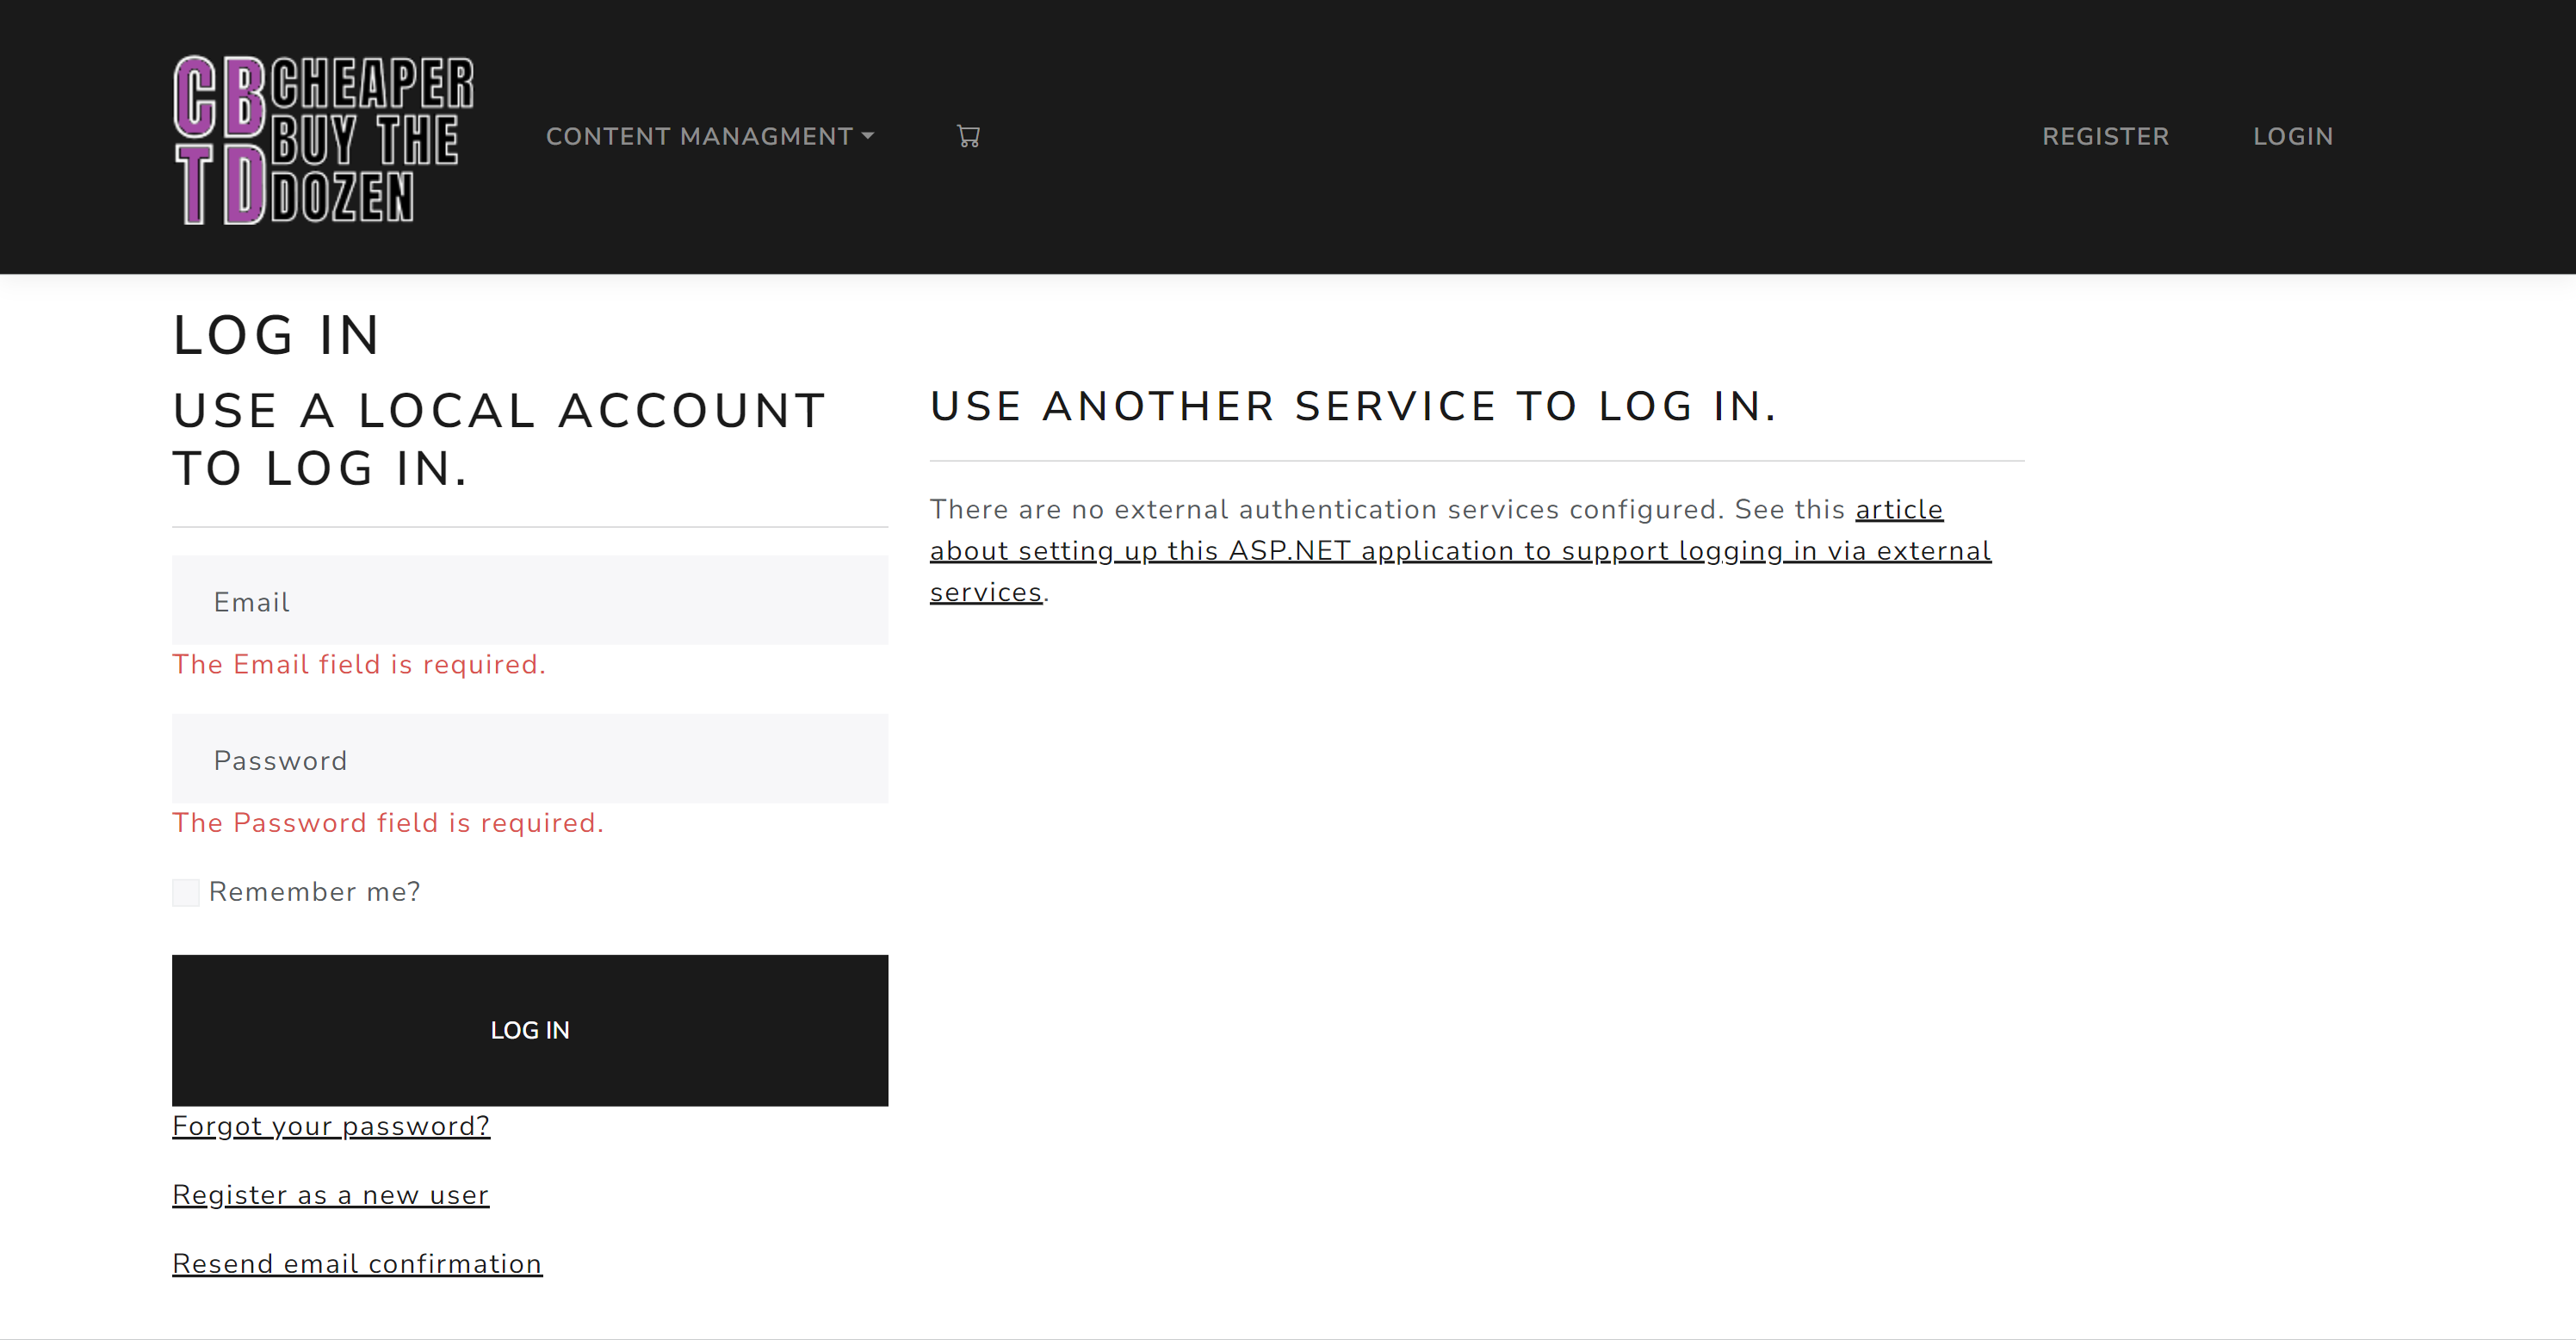 CB CHEAPER
BUY THE
TD DOZEN
CONTENT MANAGMENT
REGISTER
LOGIN
LOG IN
USE A LOCAL ACCOUNT
TO LOG IN.
Email
The Email field is required.
Password
The Password field is required.
Remember me?
LOG IN
Forgot your password?
Register as a new user
Resend email confirmation
USE ANOTHER SERVICE TO LOG IN.
There are no external authentication services configured. See this article
about setting up this ASP.NET application to support logging in via external
services.